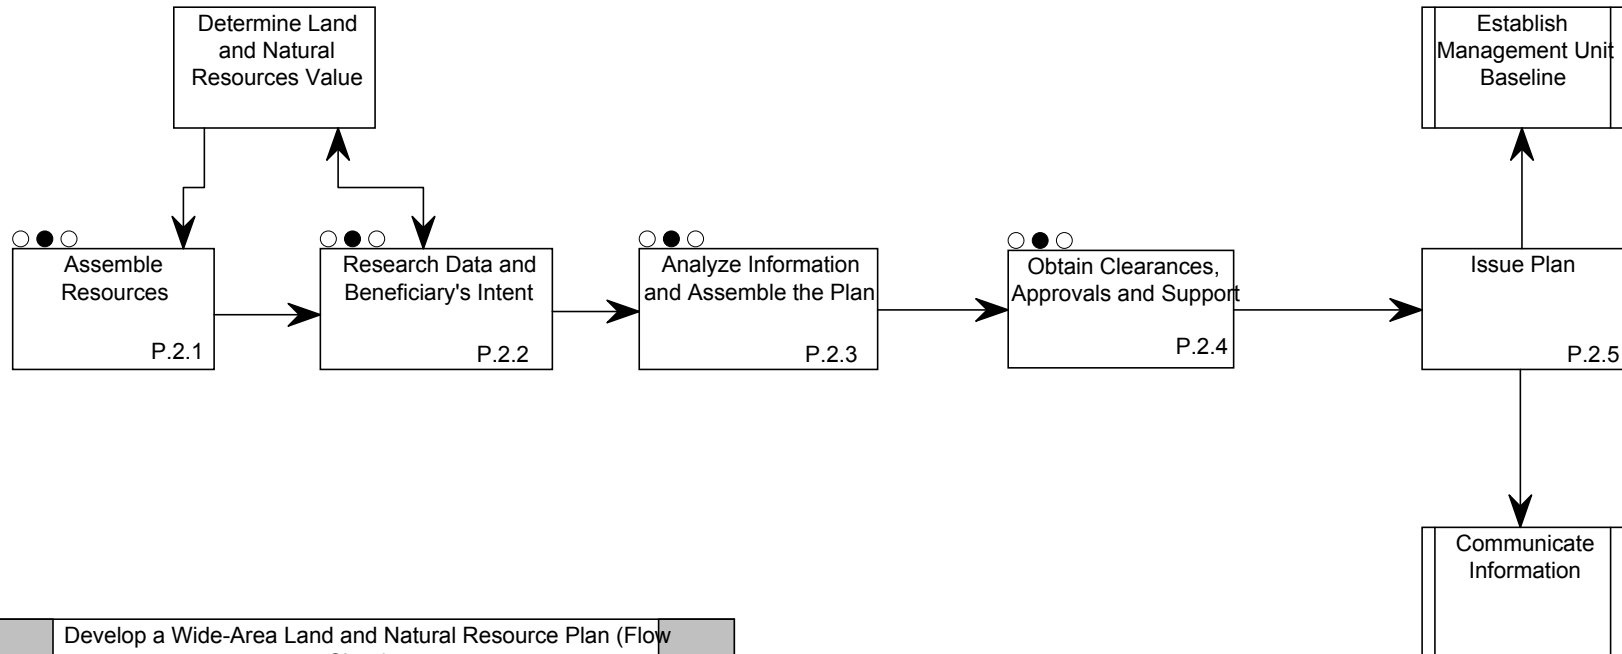 Determine Land
and Natural
Resources Value
Establish
Management Unit
Baseline
Assemble
Resources
P.2.1
Research Data and
Beneficiary's Intent
P.2.2
Analyze Information
and Assemble the Plan
P.2.3
Obtain Clearances,
Approvals and Support
P.2.4
Issue Plan
P.2.5
Communicate
Information
Develop a Wide-Area Land and Natural Resource Plan (Flow